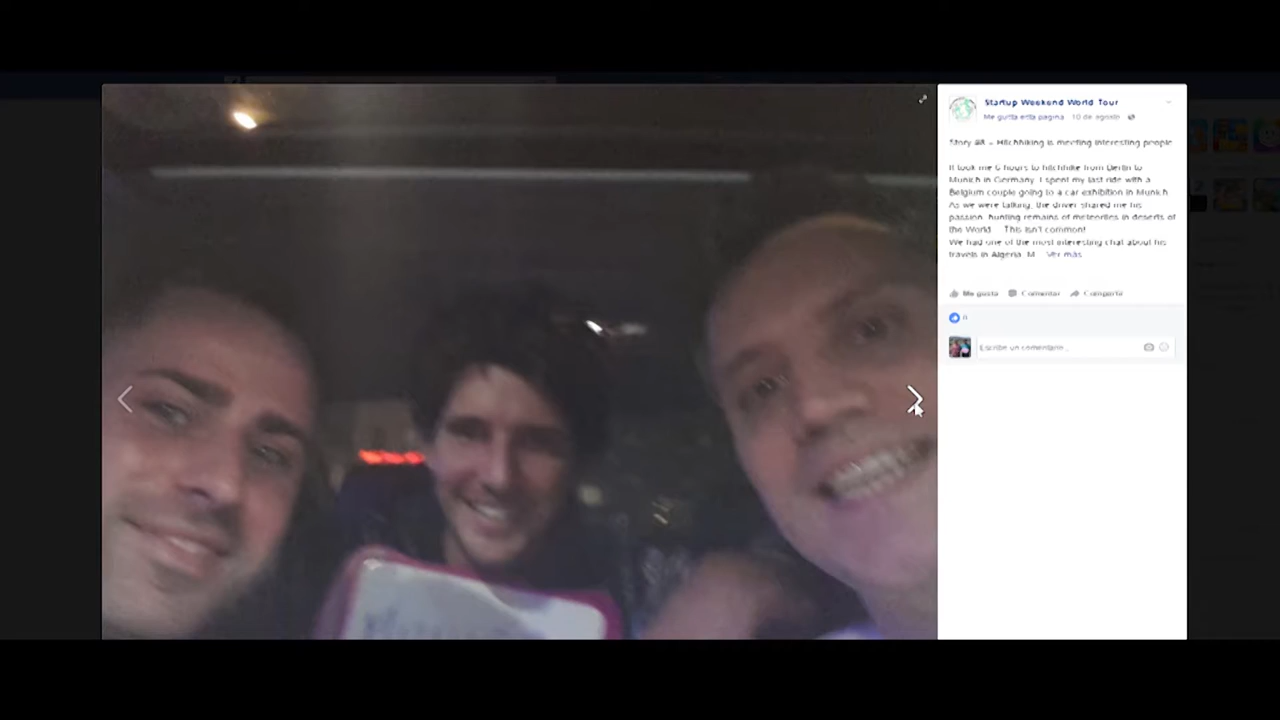 Startup Weekend World Tour
Me gusta esta página 10 de agosto
Story #8 - Hitchhiking is meeting interesting people
It took me 6 hours to hitchhike from Berlin to
Munich in Germany. I spent my last ride with a
Belgium couple going to a car exhibition in Munich
As we were talking, the driver shared me his
passion: hunting remains of meteorites in deserts of
the World... This isn't common!
We had one of the most interesting chat about his
travels in Algeria, M... Ver más
Me gusta Comentar Compartir
Escribe un comentario...